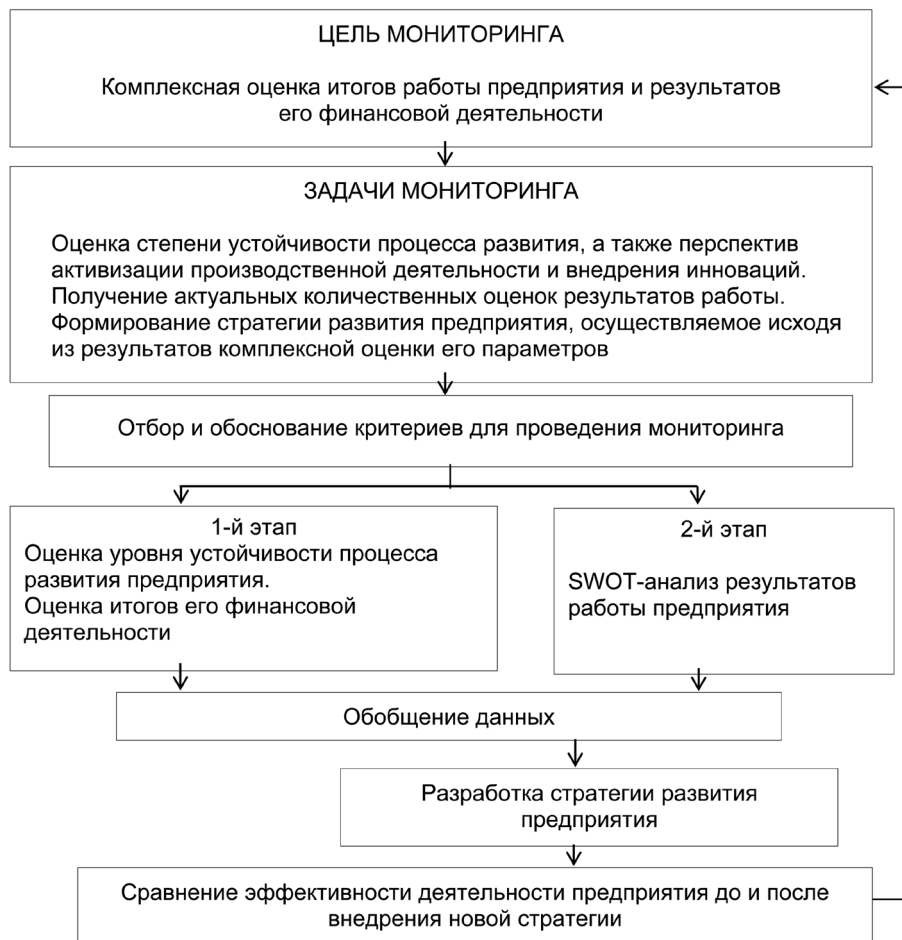 ЦЕЛЬ МОНИТОРИНГА
Комплексная оценка итогов работы предприятия и результатов
его финансовой деятельности
ЗАДАЧИ МОНИТОРИНГА
Оценка степени устойчивости процесса развития, а также перспектив
активизации производственной деятельности и внедрения инноваций.
Получение актуальных количественных оценок результатов работы.
Формирование стратегии развития предприятия, осуществляемое исходя
из результатов комплексной оценки его параметров
Отбор и обоснование критериев для проведения мониторинга
1-й этап
Оценка уровня устойчивости процесса
развития предприятия.
Оценка итогов его финансовой
деятельности
2-й этап
SWOT-анализ результатов
работы предприятия
Обобщение данных
Разработка стратегии развития
предприятия
Сравнение эффективности деятельности предприятия до и после
внедрения новой стратегии